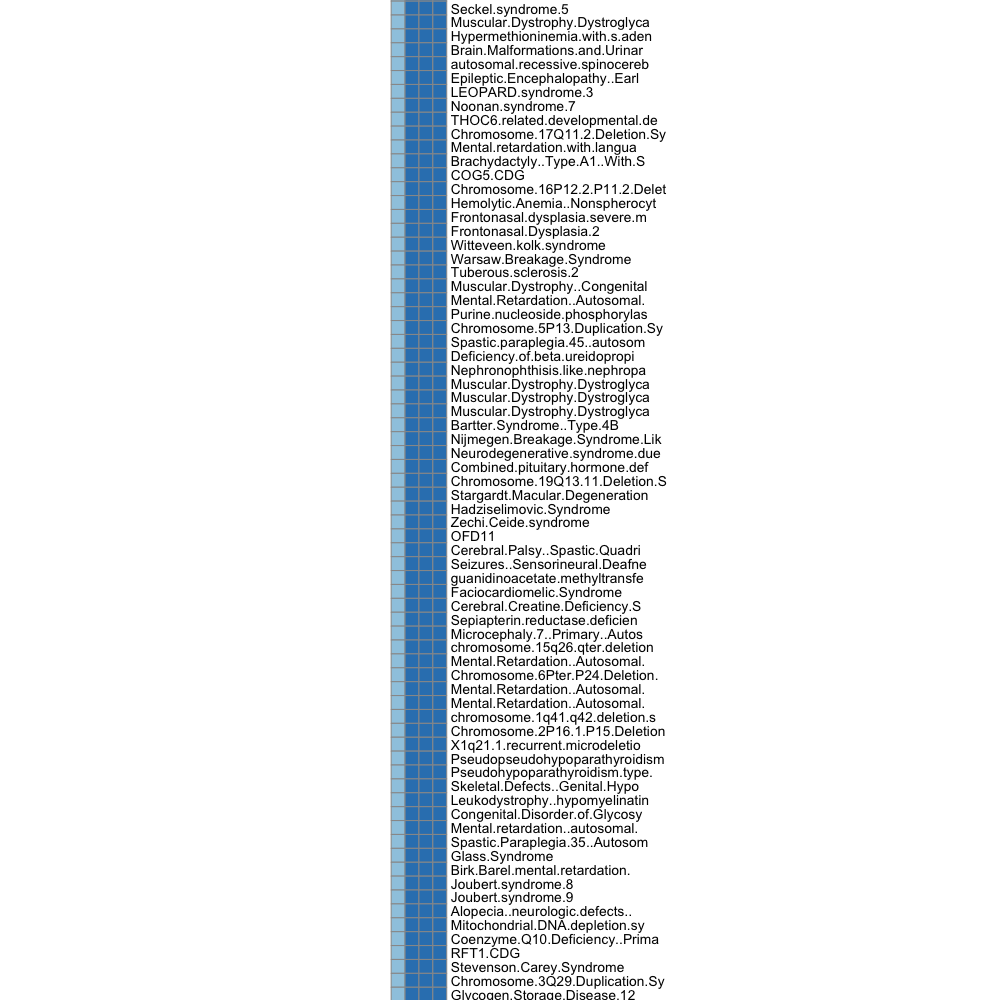 Seckel.syndrome.5
Muscular.Dystrophy.Dystroglyca
Hypermethioninemia.with.s.aden
Brain.Malformations.and.Urinar
autosomal.recessive.spinocereb
Epileptic.Encephalopathy..Earl
LEOPARD.syndrome.3
Noonan.syndrome.7
THOC6.related.developmental.de
Chromosome.17Q11.2.Deletion.Sy
Mental.retardation.with.langua
Brachydactyly..Type.A1..With.S
COG5.CDG
Chromosome.16P12.2.P11.2.Delet
Hemolytic.Anemia..Nonspherocyt
Frontonasal.dysplasia.severe.m
Frontonasal.Dysplasia.2
Witteveen.kolk.syndrome
Warsaw.Breakage.Syndrome
Tuberous.sclerosis.2
Muscular.Dystrophy..Congenital
Mental.Retardation..Autosomal.
Purine.nucleoside.phosphorylas
Chromosome.5P13.Duplication.Sy
Spastic.paraplegia.45..autosom
Deficiency.of.beta.ureidopropi
Nephronophthisis.like.nephropa
Muscular.Dystrophy.Dystroglyca
Muscular.Dystrophy.Dystroglyca
Muscular.Dystrophy.Dystroglyca
Bartter.Syndrome..Type.4B
Nijmegen.Breakage.Syndrome.Lik
Neurodegenerative.syndrome.due
Combined.pituitary.hormone.def
Chromosome.19Q13.11.Deletion.S
Stargardt.Macular.Degeneration
Hadziselimovic.Syndrome
Zechi.Ceide.syndrome
OFD11
Cerebral.Palsy..Spastic.Quadri
Seizures..Sensorineural.Deafne
guanidinoacetate.methyltransfe
Faciocardiomelic.Syndrome
Cerebral.Creatine.Deficiency.S
Sepiapterin.reductase.deficien
Microcephaly.7..Primary..Autos
chromosome.15q26.qter.deletion
Mental.Retardation..Autosomal.
Chromosome.6Pter.P24.Deletion.
Mental.Retardation..Autosomal.
Mental.Retardation..Autosomal.
chromosome.1q41.q42.deletion.s
Chromosome.2P16.1.P15.Deletion
X1q21.1.recurrent.microdeletio
Pseudopseudohypoparathyroidism
Pseudohypoparathyroidism.type.
Skeletal.Defects..Genital.Hypo
Leukodystrophy..hypomyelinatin
Congenital.Disorder.of.Glycosy
Mental.retardation..autosomal.
Spastic.Paraplegia.35..Autosom
Glass.Syndrome
Birk.Barel.mental.retardation.
Joubert.syndrome.8
Joubert.syndrome.9
Alopecia..neurologic.defects..
Mitochondrial.DNA.depletion.sy
Coenzyme.Q10.Deficiency..Prima
RFT1.CDG
Stevenson.Carey.Syndrome
Chromosome.3Q29.Duplication.Sy
Glycogen.Storage.Disease.12